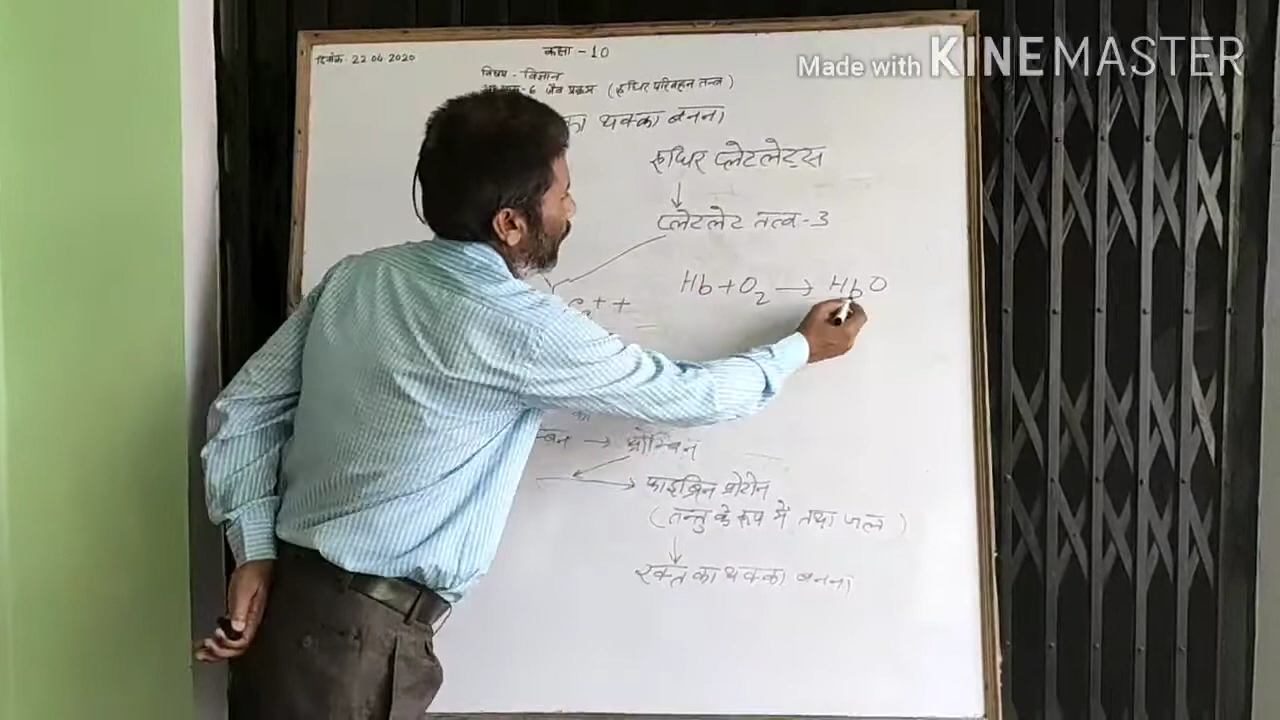 Made with KINEMASTER
दिनांक 22.04.2020
कक्षा - 10
विषय - विज्ञान
- 6 जैव प्रक्रम (रुधिर परिवहन तन्त्र)
का थक्का बनना
रुधिर प्लेटलेट्स
↓
प्लेटलेट तत्व-3
Hb + O2 → HbO
++
→ थ्रोम्बिन
→ फाइब्रिन प्रोटीन
(तन्तु के रूप में तथा जल)
↓
रक्त का थक्का बनना